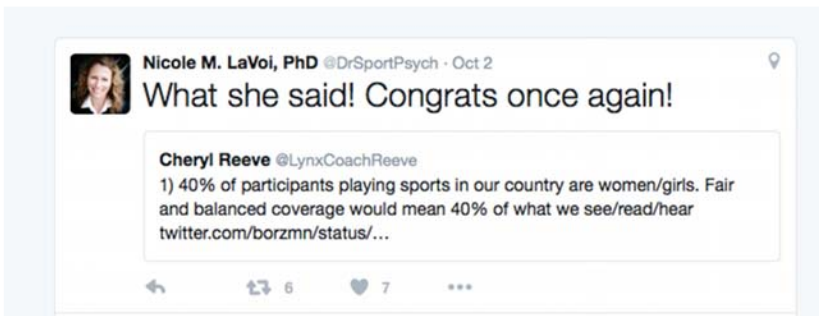 Nicole M. LaVoi, PhD @DrSportPsych · Oct 2
What she said! Congrats once again!
Cheryl Reeve @LynxCoachReeve
1) 40% of participants playing sports in our country are women/girls. Fair
and balanced coverage would mean 40% of what we see/read/hear
twitter.com/borzmn/status/...
6 7